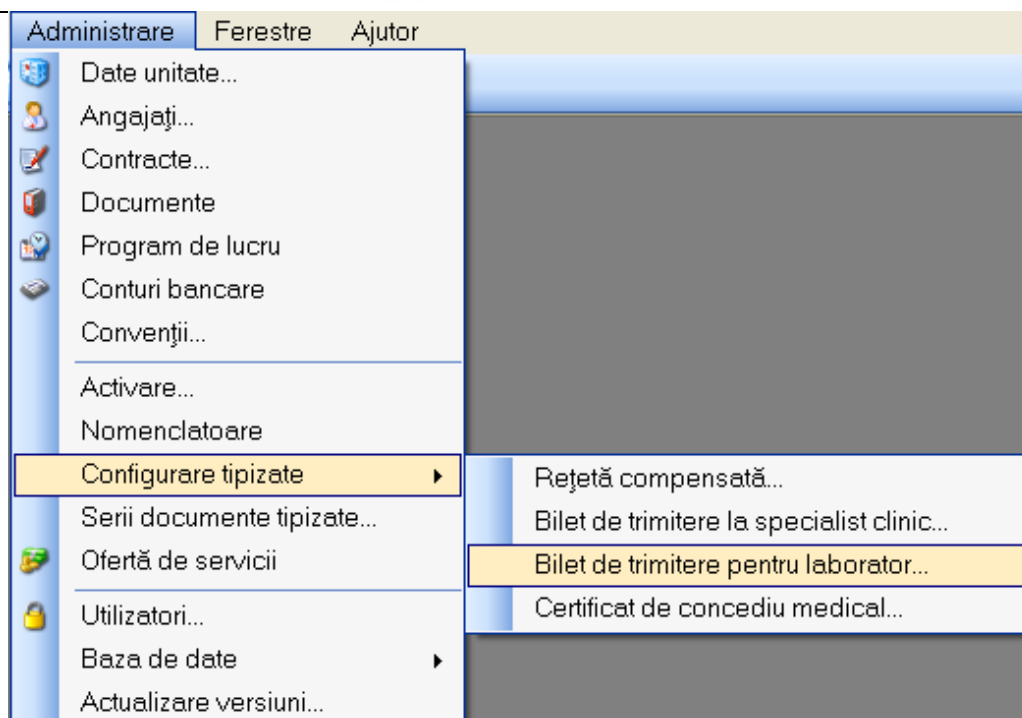 Administrare Ferestre Ajutor
Date unitate...
Angajaţi...
Contracte...
Documente
Program de lucru
Conturi bancare
Convenţii...
Activare...
Nomenclatoare
Configurare tipizate
Serii documente tipizate...
Ofertă de servicii
Utilizatori...
Baza de date
Actualizare versiuni...
Reţetă compensată...
Bilet de trimitere la specialist clinic...
Bilet de trimitere pentru laborator...
Certificat de concediu medical...